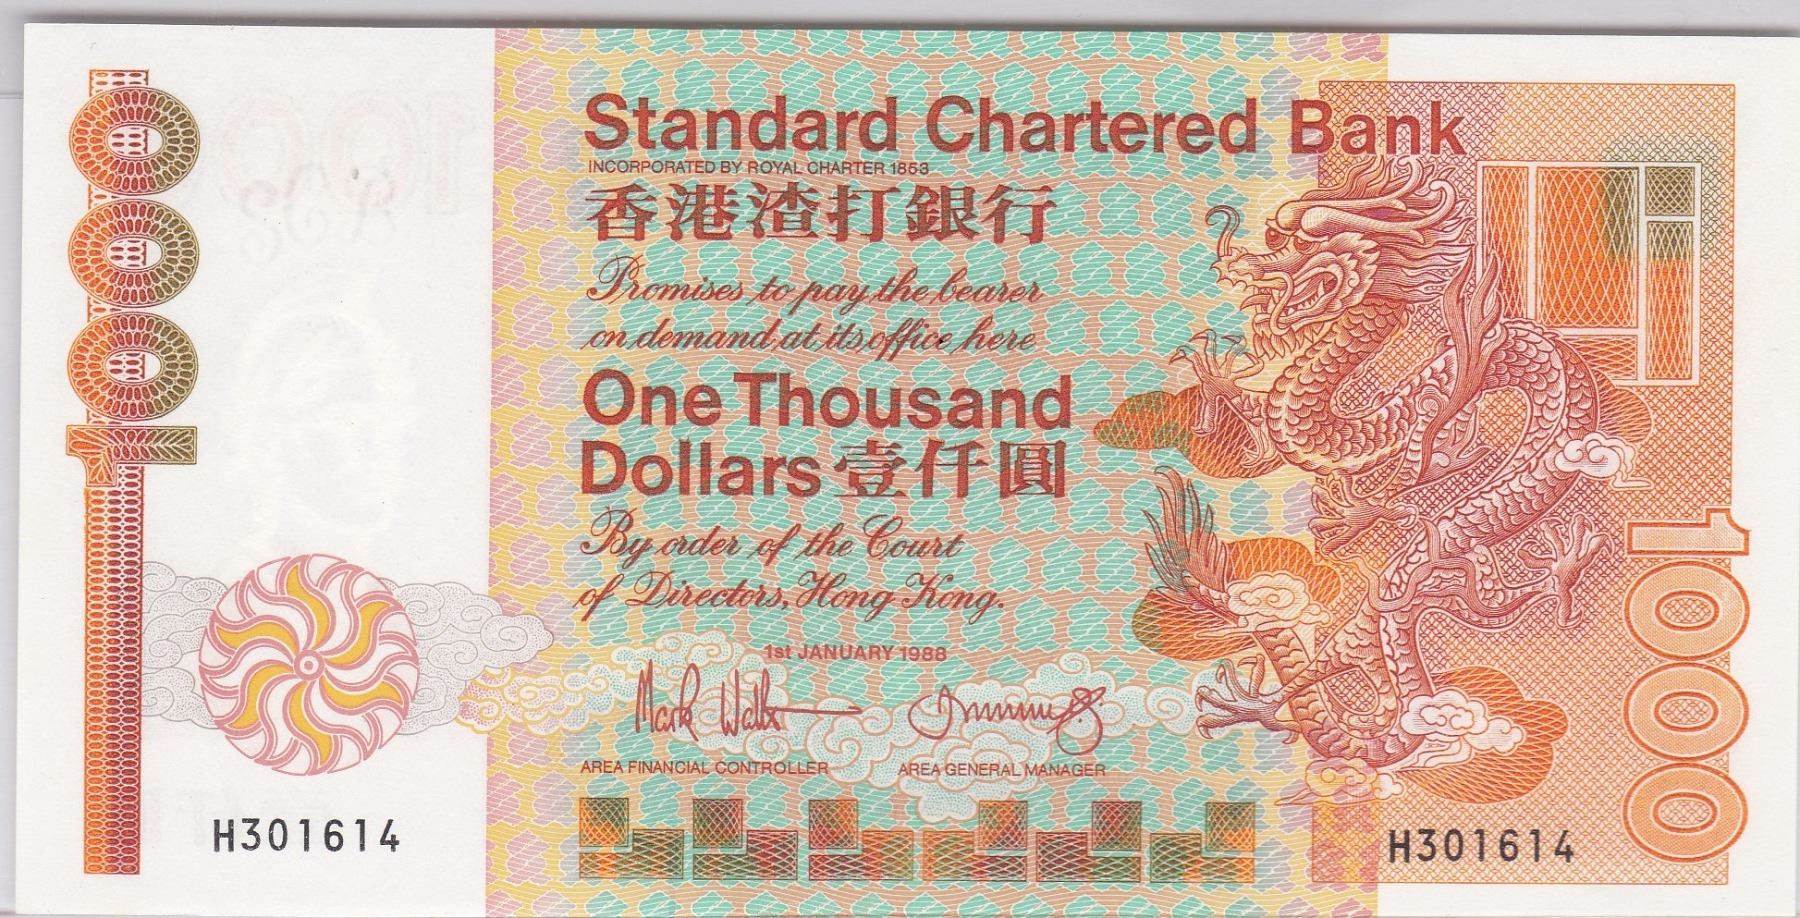 1000
Standard Chartered Bank
INCORPORATED BY ROYAL CHARTER 1853
香港渣打銀行
Promises to pay the bearer
on demand at its office here
One Thousand
Dollars 壹仟圓
By order of the Court
of Directors, Hong Kong.
1st JANUARY 1988
AREA FINANCIAL CONTROLLER
AREA GENERAL MANAGER
H301614
H301614
1000